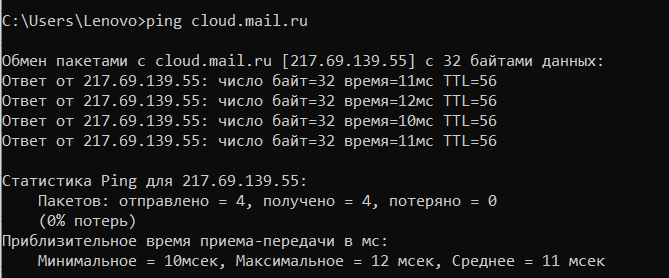 C:\Users\Lenovo>ping cloud.mail.ru
Обмен пакетами с cloud.mail.ru [217.69.139.55] с 32 байтами данных:
Ответ от 217.69.139.55: число байт=32 время=11мс TTL=56
Ответ от 217.69.139.55: число байт=32 время=12мс TTL=56
Ответ от 217.69.139.55: число байт=32 время=10мс TTL=56
Ответ от 217.69.139.55: число байт=32 время=11мс TTL=56
Статистика Ping для 217.69.139.55:
Пакетов: отправлено = 4, получено = 4, потеряно = 0
(0% потерь)
Приблизительное время приема-передачи в мс:
Минимальное = 10мсек, Максимальное = 12 мсек, Среднее = 11 мсек